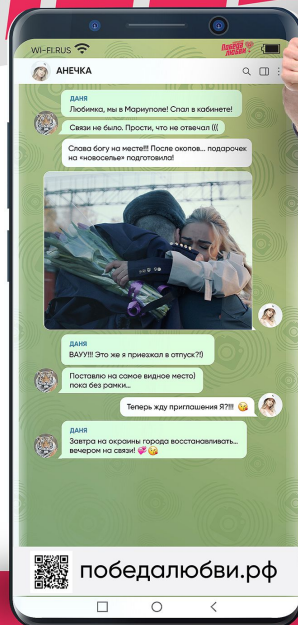 WI-FI.RUS
ПОБЕДА
ЛЮБВИ
АНЕЧКА
ДАНЯ
Любимка, мы в Мариуполе! Спал в кабинете!
Связи не было. Прости, что не отвечал (((
Слава богу на месте!!! После окопов... подарочек
на «новоселье» подготовила!
ДАНЯ
ВАУУ!!! Это же я приезжал в отпуск?!)
Поставлю на самое видное место)
пока без рамки...
Теперь жду приглашения Я?!!! 😘
ДАНЯ
Завтра на окраины города восстанавливать...
вечером на связи! 💞 😘
победалюбви.рф